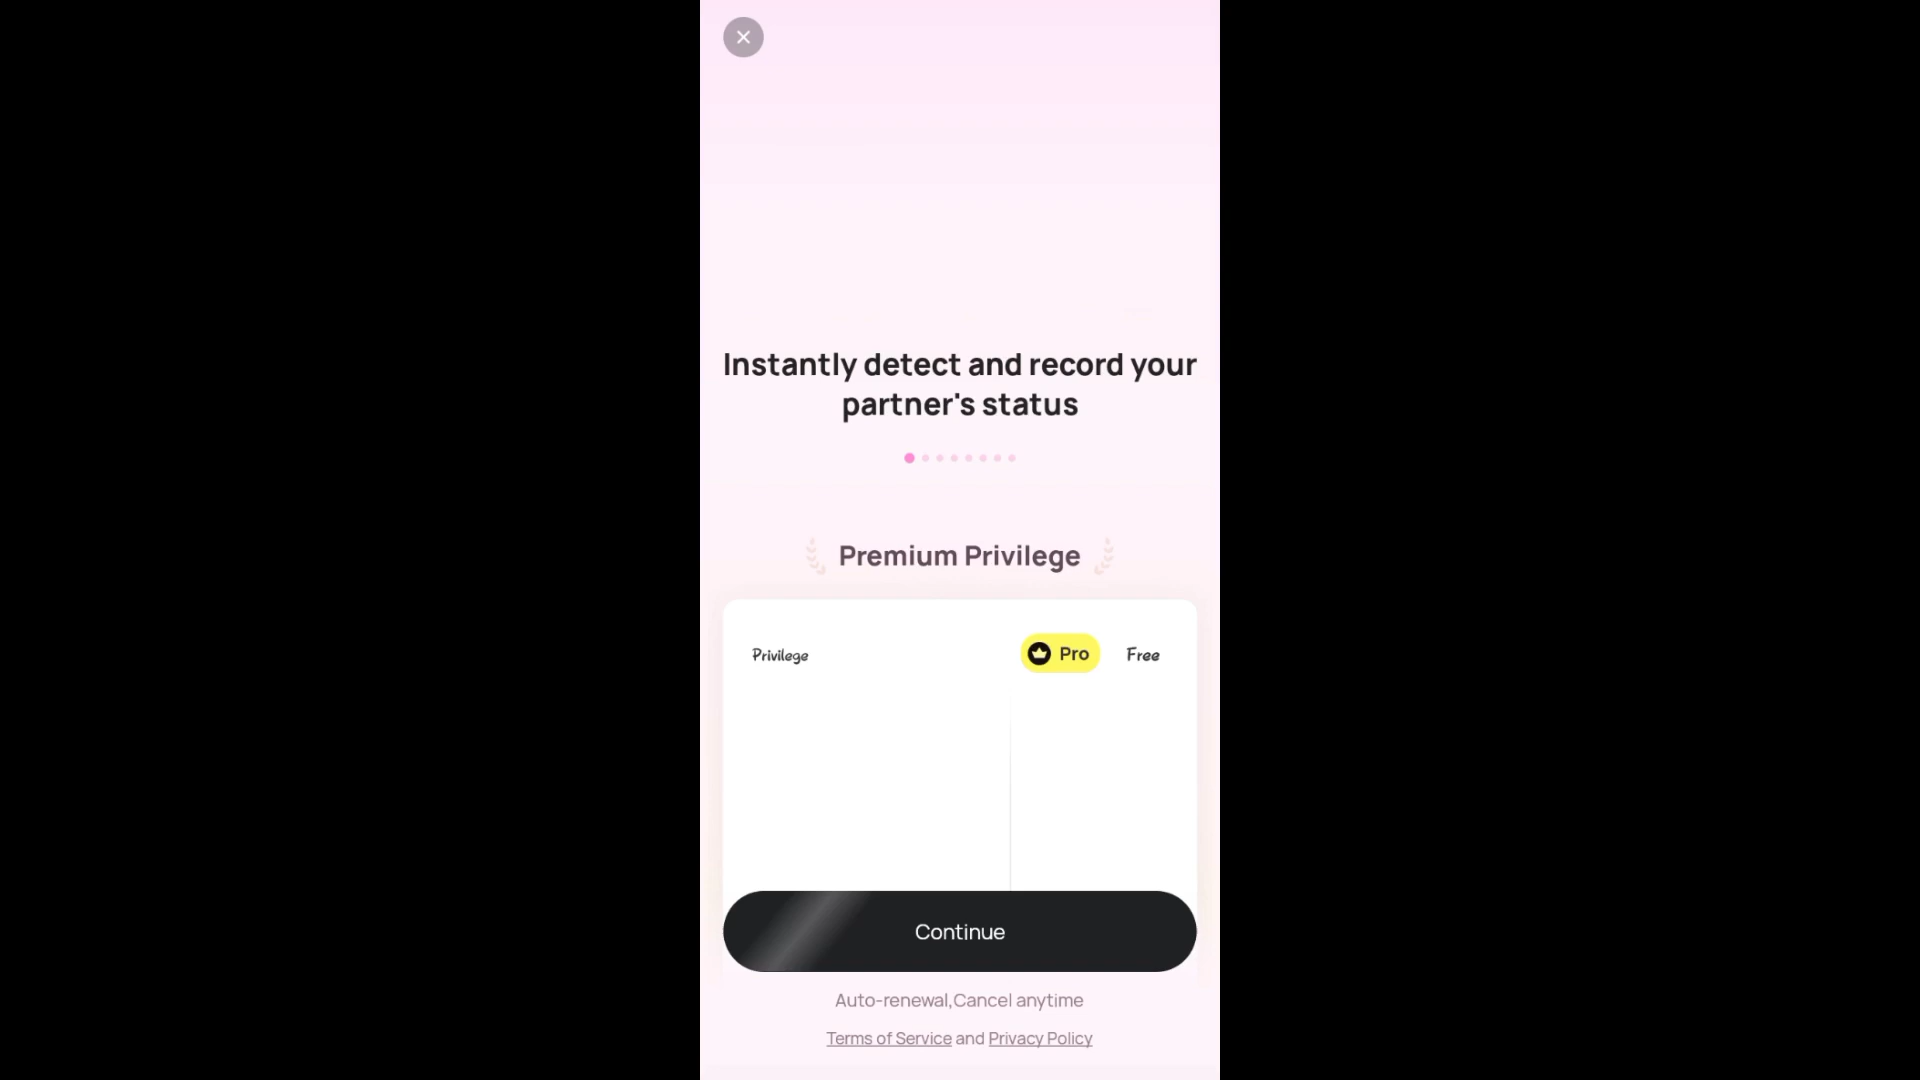 Instantly detect and record your
partner's status
Premium Privilege
Privilege
Pro
Free
Continue
Auto-renewal,Cancel anytime
Terms of Service and Privacy Policy